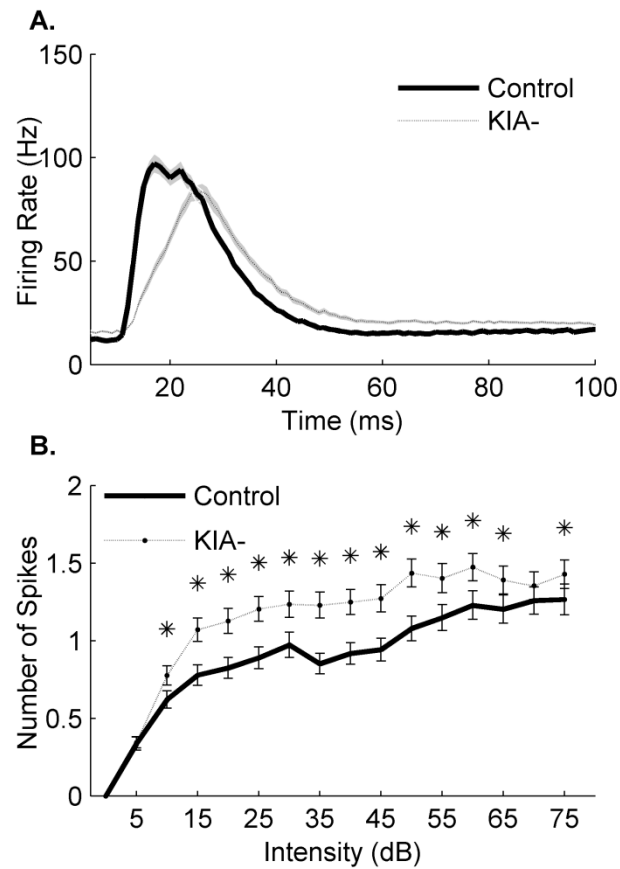 A.
150
100
50
0
Firing Rate (Hz)
Control
KIA-
20 40 60 80 100
Time (ms)
B.
2
1.5
1
0.5
0
Number of Spikes
Control
KIA-
5 15 25 35 45 55 65 75
Intensity (dB)